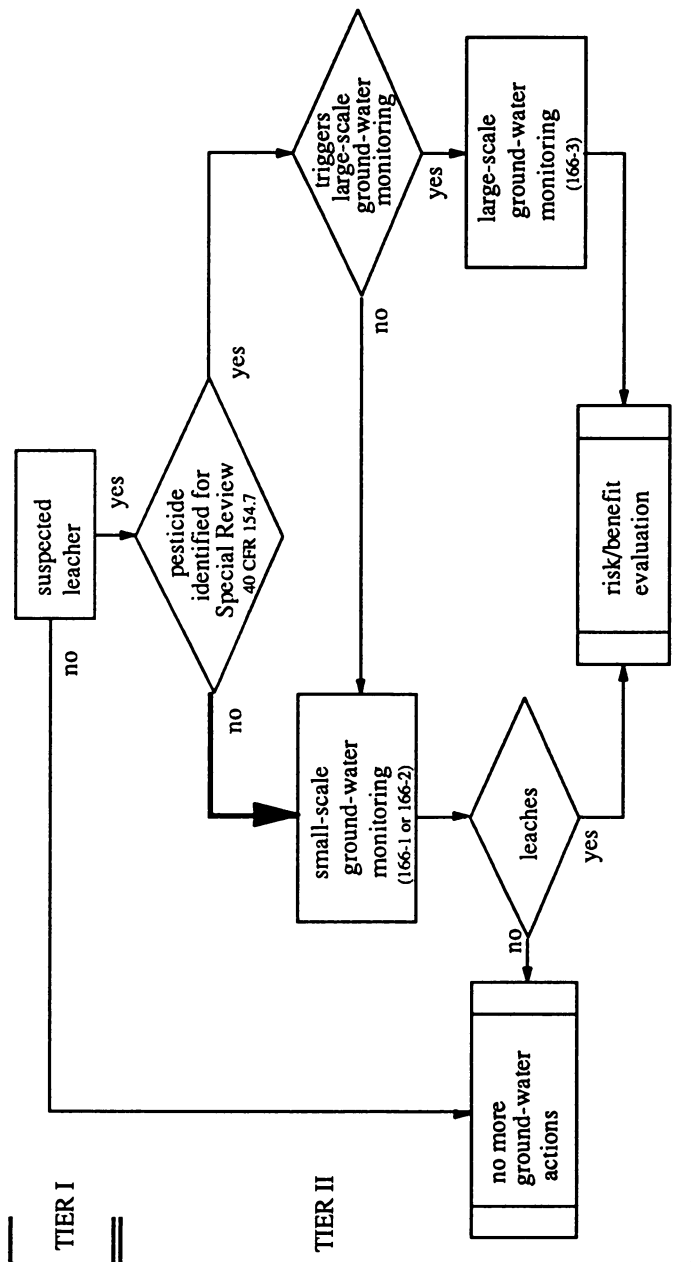 TIER I
suspected
leacher
no
yes
pesticide
identified for
Special Review
40 CFR 154.7
no
yes
TIER II
small-scale
ground-water
monitoring
(166-1 or 166-2)
no
triggers
large-scale
ground-water
monitoring
yes
large-scale
ground-water
monitoring
(166-3)
leaches
no
yes
no more
ground-water
actions
risk/benefit
evaluation